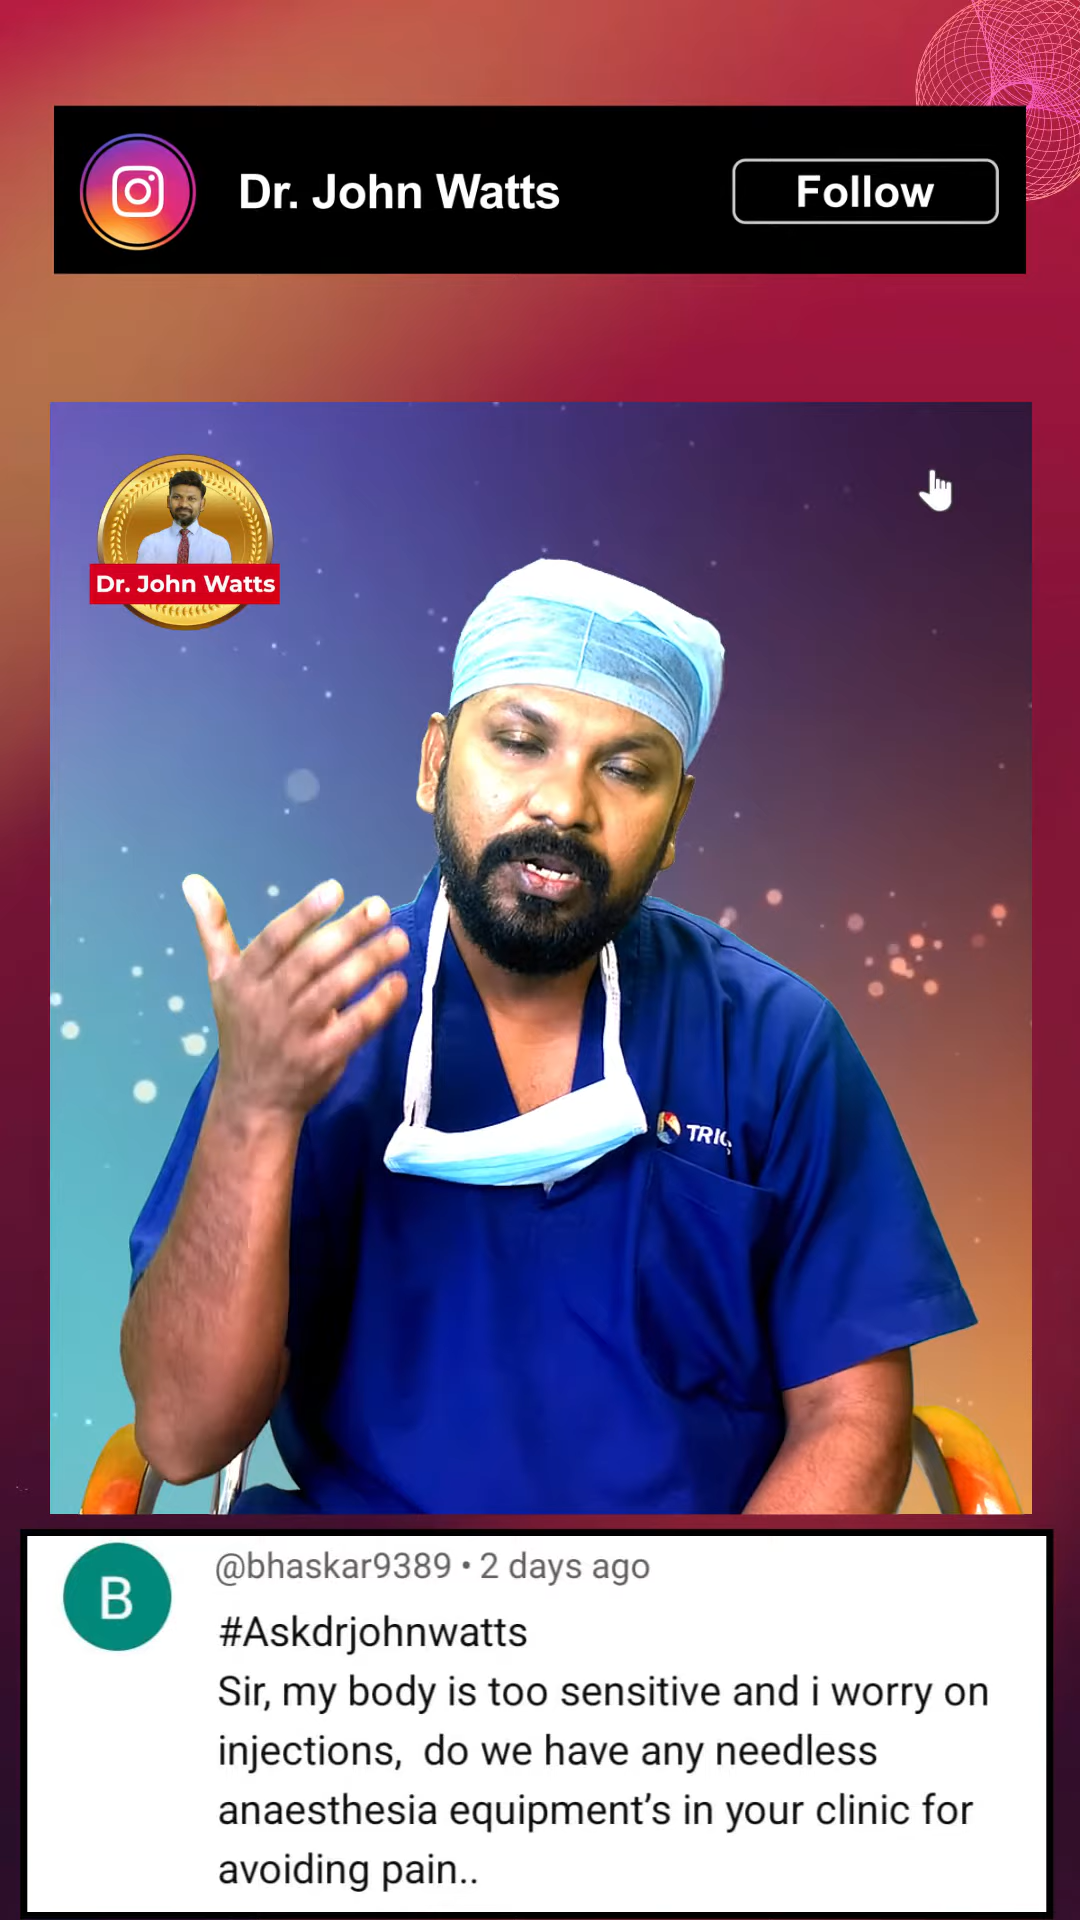 Dr. John Watts
Follow
Dr. John Watts
TRIC
B
@bhaskar9389 • 2 days ago
#Askdrjohnwatts
Sir, my body is too sensitive and i worry on
injections, do we have any needless
anaesthesia equipment's in your clinic for
avoiding pain..